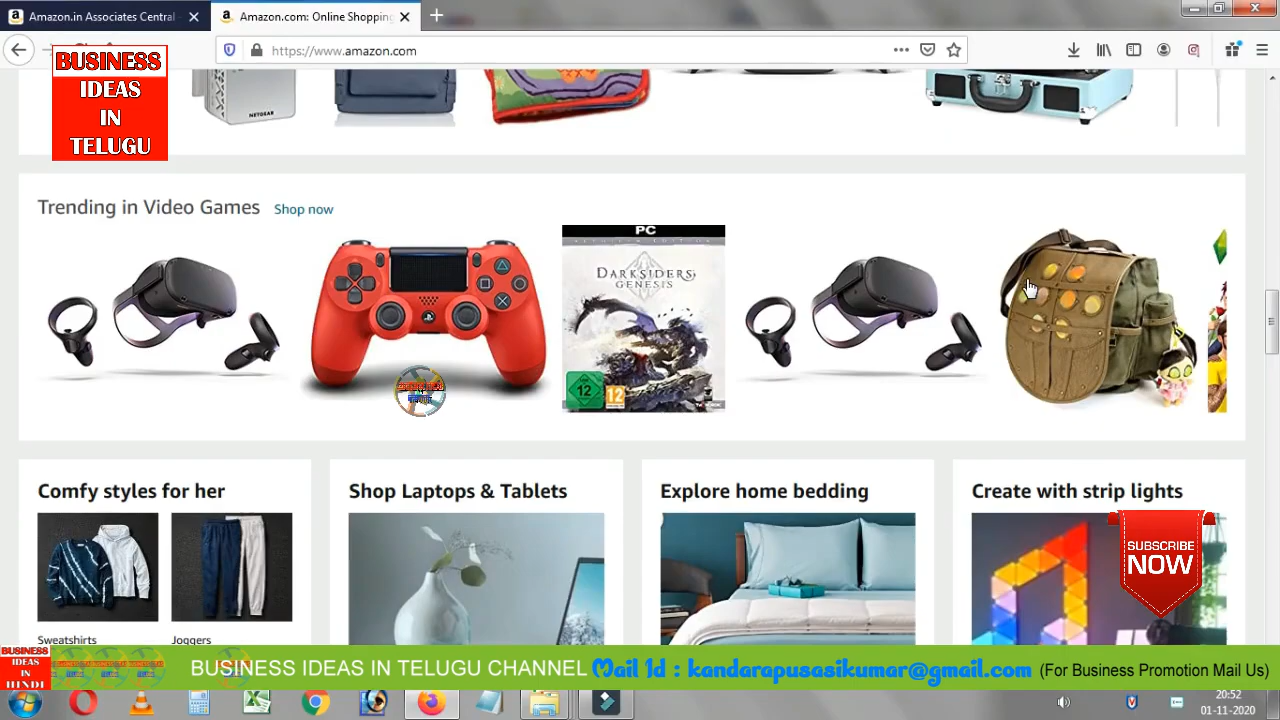 Amazon.in Associates Central
Amazon.com: Online Shopping
https://www.amazon.com
BUSINESS
IDEAS
IN
TELUGU
NETGEAR
Trending in Video Games Shop now
PC
DARKSIDERS
GENESIS
12
12
Comfy styles for her
Shop Laptops & Tablets
Explore home bedding
Create with strip lights
SUBSCRIBE
NOW
Sweatshirts
Joggers
BUSINESS
IDEAS
IN
HINDI
BUSINESS IDEAS IN TELUGU CHANNEL Mail Id : kandarapusasikumar@gmail.com (For Business Promotion Mail Us)
20:52
01-11-2020